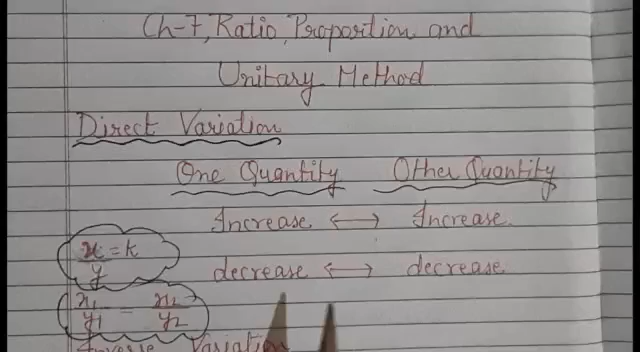 Ch-7, Ratio, Proportion and
Unitary Method
Direct Variation
One Quantity Other Quantity
Increase ↔ Increase.
x/y = k
decrease ↔ decrease.
x1/y1 = x2/y2
Inverse Variation